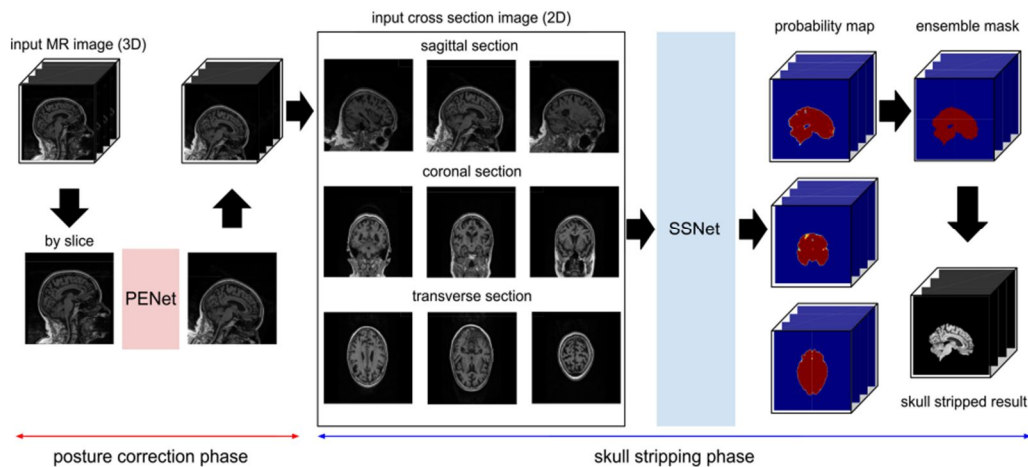 input MR image (3D)
by slice
PENet
posture correction phase
input cross section image (2D)
sagittal section
coronal section
transverse section
SSNet
probability map
ensemble mask
skull stripped result
skull stripping phase